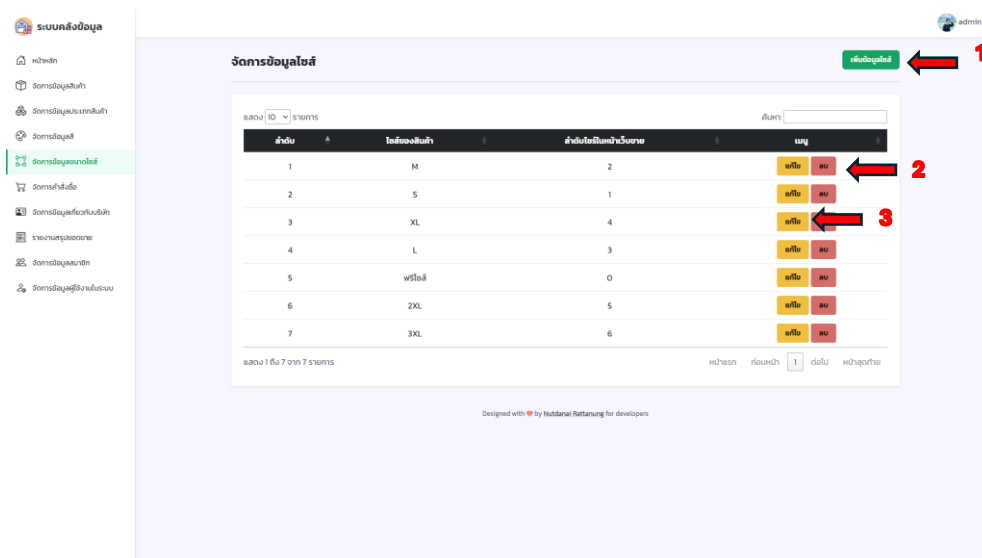 ระบบคลังข้อมูล
admin
หน้าหลัก
จัดการข้อมูลสินค้า
จัดการข้อมูลประเภทสินค้า
จัดการข้อมูลสี
จัดการข้อมูลขนาดไซส์
จัดการคำสั่งซื้อ
จัดการข้อมูลเกี่ยวกับบริษัท
รายงานสรุปยอดขาย
จัดการข้อมูลสมาชิก
จัดการข้อมูลผู้ใช้งานในระบบ
จัดการข้อมูลไซส์
เพิ่มข้อมูลไซส์
1
แสดง 10 รายการ
ค้นหา:
ลำดับ ไซส์ของสินค้า ลำดับโชร์ในหน้าเว็บขาย เมนู
1 M 2 แก้ไข ลบ
2
2 S 1 แก้ไข ลบ
3 XL 4 แก้ไข ลบ
3
4 L 3 แก้ไข ลบ
5 ฟรีไซส์ 0 แก้ไข ลบ
6 2XL 5 แก้ไข ลบ
7 3XL 6 แก้ไข ลบ
แสดง 1 ถึง 7 จาก 7 รายการ
หน้าแรก ก่อนหน้า 1 ต่อไป หน้าสุดท้าย
Designed with by Nutdanai Rattanung for developers